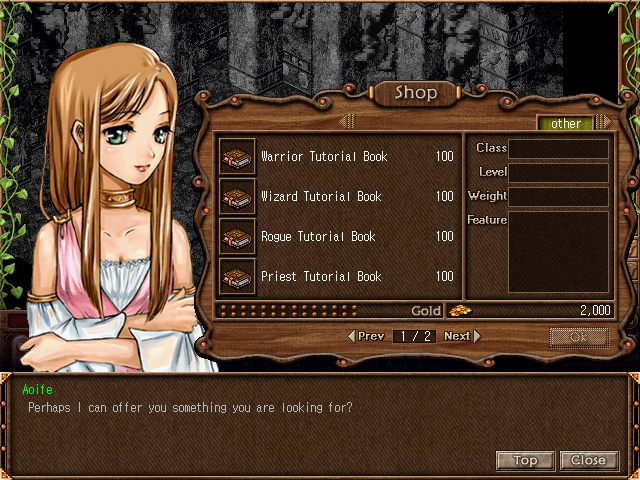 Shop
other
Warrior Tutorial Book 100
Wizard Tutorial Book 100
Rogue Tutorial Book 100
Priest Tutorial Book 100
Class
Level
Weight
Feature
Gold 2,000
Prev 1 / 2 Next
Ok
Aoife
Perhaps I can offer you something you are looking for?
Top Close